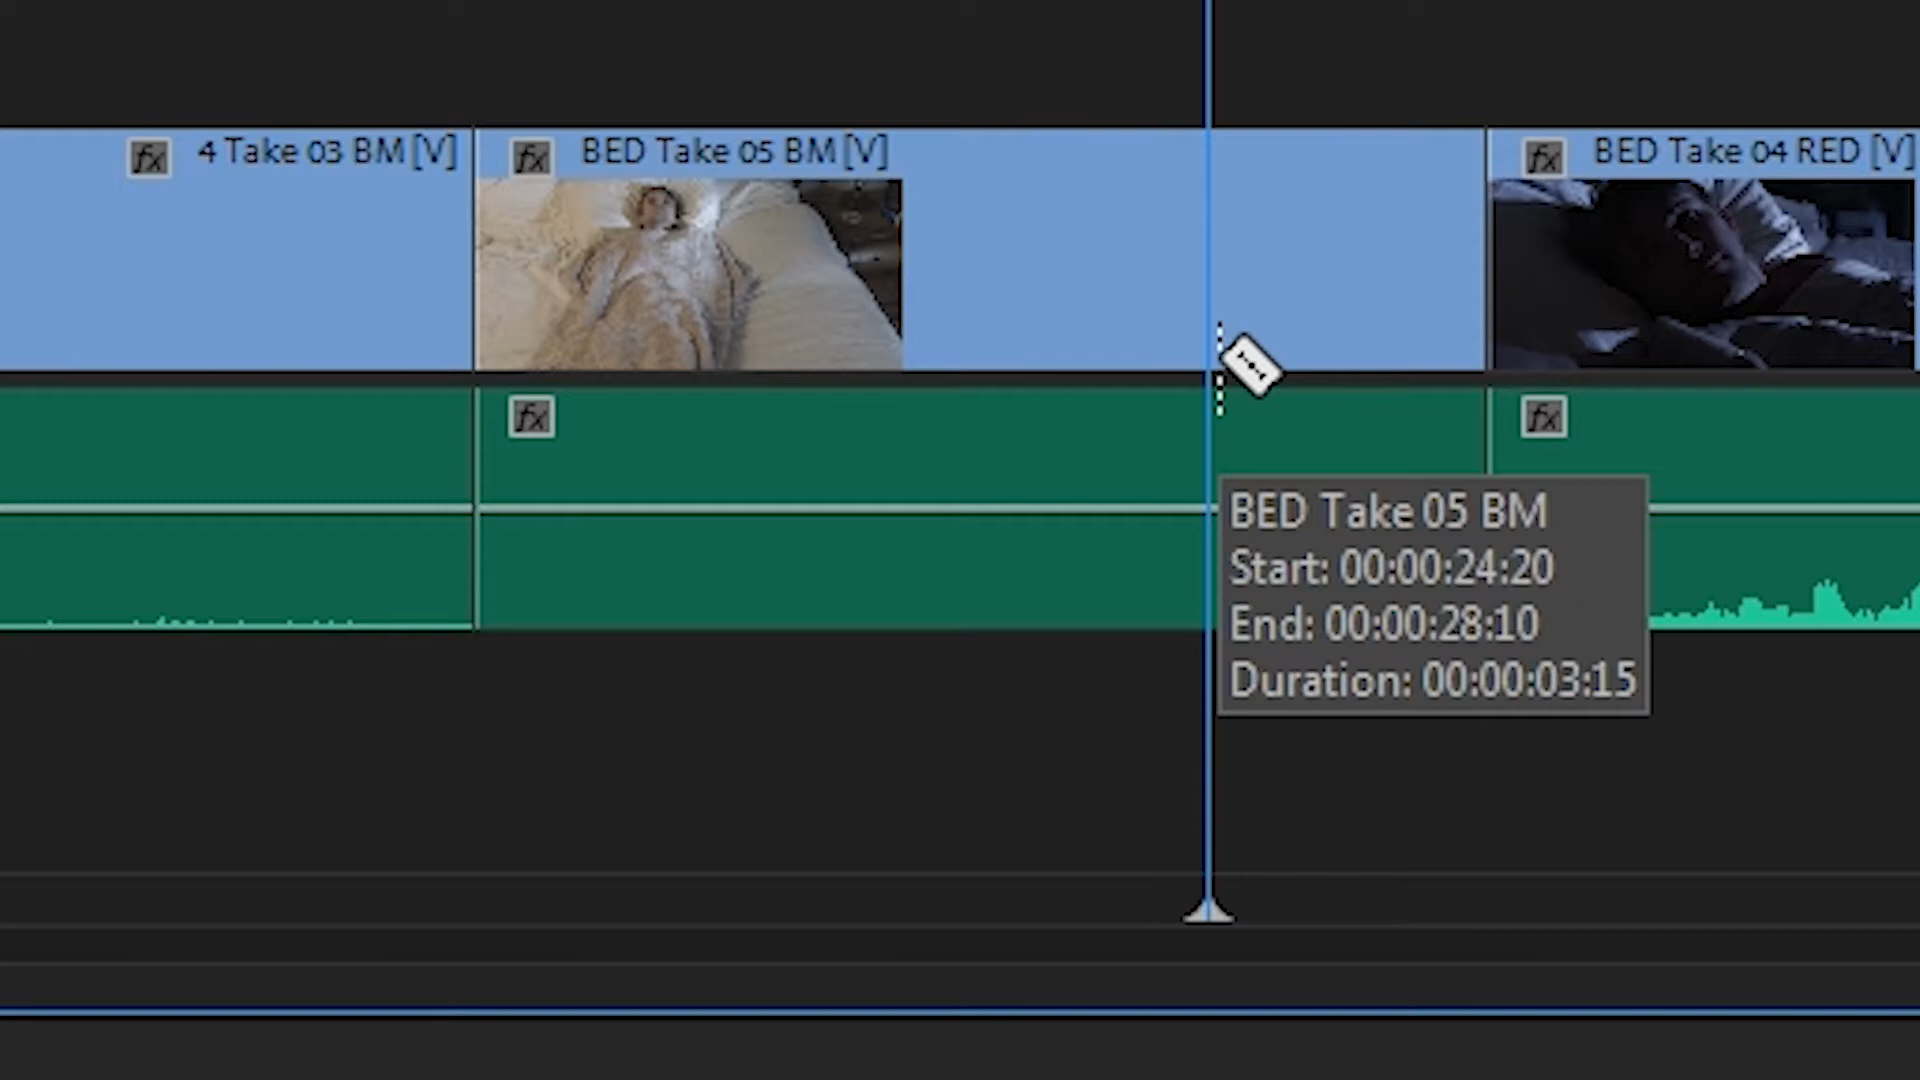 fx 4 Take 03 BM [V]
fx BED Take 05 BM [V]
fx BED Take 04 RED [V]
fx
fx
BED Take 05 BM
Start: 00:00:24:20
End: 00:00:28:10
Duration: 00:00:03:15